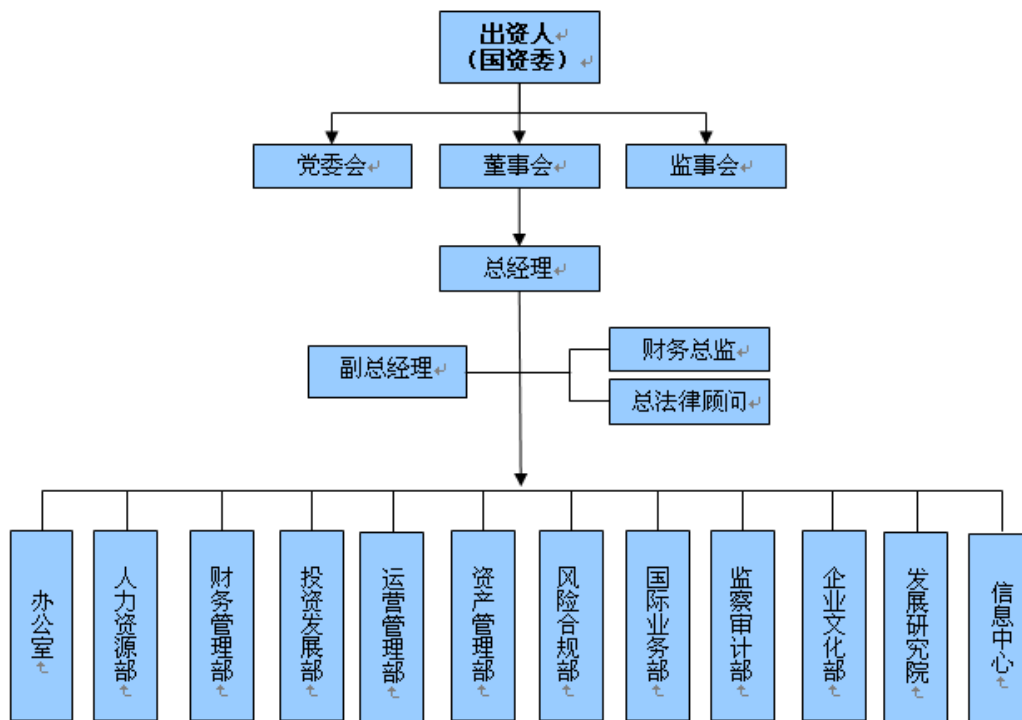 出资人
（国资委）
党委会
董事会
监事会
总经理
副总经理
财务总监
总法律顾问
办公室
人力资源部
财务管理部
投资发展部
运营管理部
资产管理部
风险合规部
国际业务部
监察审计部
企业文化部
发展研究院
信息中心